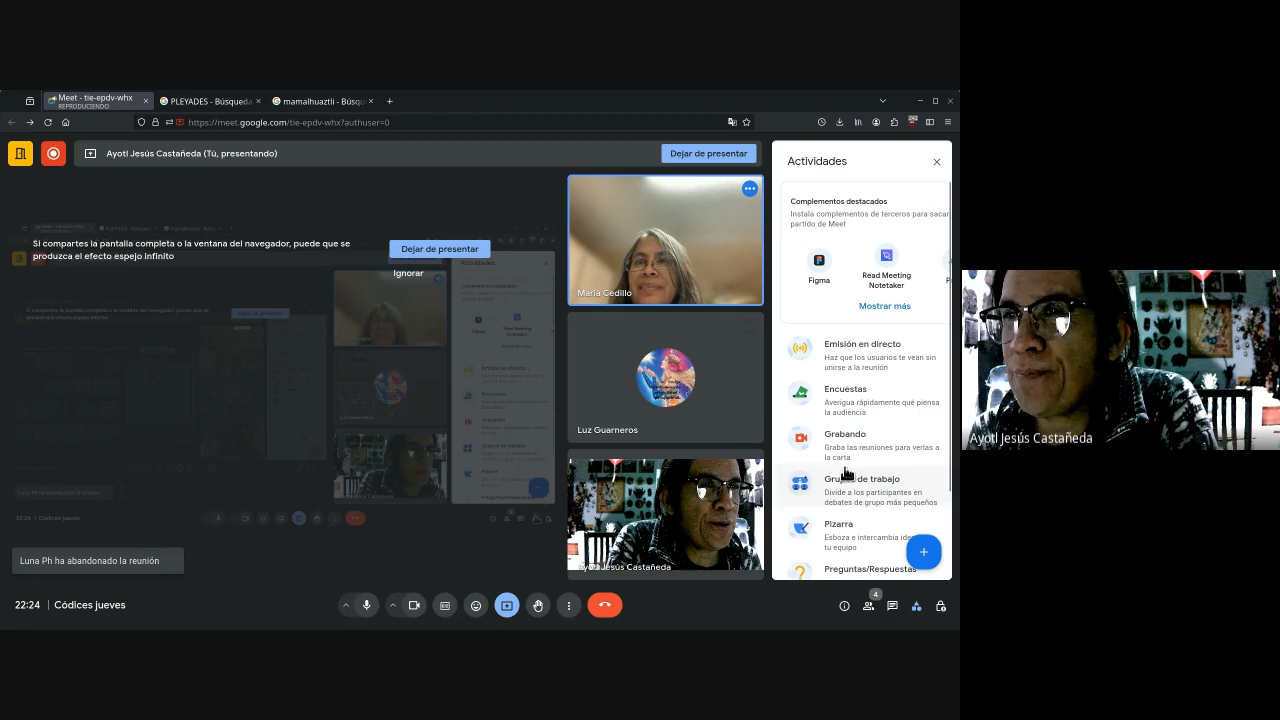 Meet - tie-epdv-whx
REPRODUCIENDO
PLEYADES - Búsqueda
mamalhuaztli - Búsqu
https://meet.google.com/tie-epdv-whx?authuser=0
Ayotl Jesús Castañeda (Tú, presentando)
Dejar de presentar
Si compartes la pantalla completa o la ventana del navegador, puede que se
produzca el efecto espejo infinito
Dejar de presentar
Ignorar
María Cedillo
Luz Guarneros
Ayotl Jesús Castañeda
Luna Ph ha abandonado la reunión
22:24 | Códices jueves
Actividades
Complementos destacados
Instala complementos de terceros para sacar
partido de Meet
Figma
Read Meeting
Notetaker
Mostrar más
Emisión en directo
Haz que los usuarios te vean sin
unirse a la reunión
Encuestas
Averigua rápidamente qué piensa
la audiencia
Grabando
Graba las reuniones para verlas a
la carta
Grupos de trabajo
Divide a los participantes en
debates de grupo más pequeños
Pizarra
Esboza e intercambia ide
tu equipo
Preguntas/Respuestas
4
Ayotl Jesús Castañeda